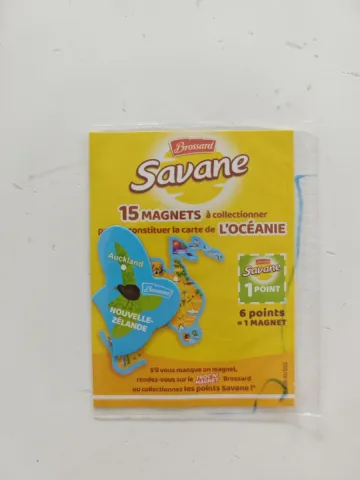 Brossard
Savane
15 MAGNETS à collectionner
constituer la carte de L'OCÉANIE
Auckland
Brossard
NOUVELLE-
ZÉLANDE
Savane
1 POINT
6 points
= 1 MAGNET
S'il vous manque un magnet,
rendez-vous sur le Brossard
ou collectionnez les points Savane !*